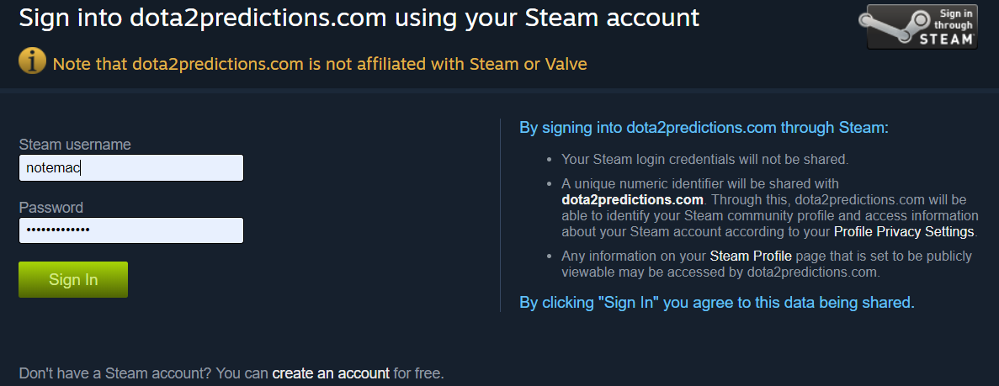 Sign into dota2predictions.com using your Steam account
Sign in
through
STEAM
Note that dota2predictions.com is not affiliated with Steam or Valve
Steam username
notemac
Password
•••••••••••••
Sign In
By signing into dota2predictions.com through Steam:
• Your Steam login credentials will not be shared.
• A unique numeric identifier will be shared with
dota2predictions.com. Through this, dota2predictions.com will be
able to identify your Steam community profile and access information
about your Steam account according to your Profile Privacy Settings.
• Any information on your Steam Profile page that is set to be publicly
viewable may be accessed by dota2predictions.com.
By clicking "Sign In" you agree to this data being shared.
Don't have a Steam account? You can create an account for free.